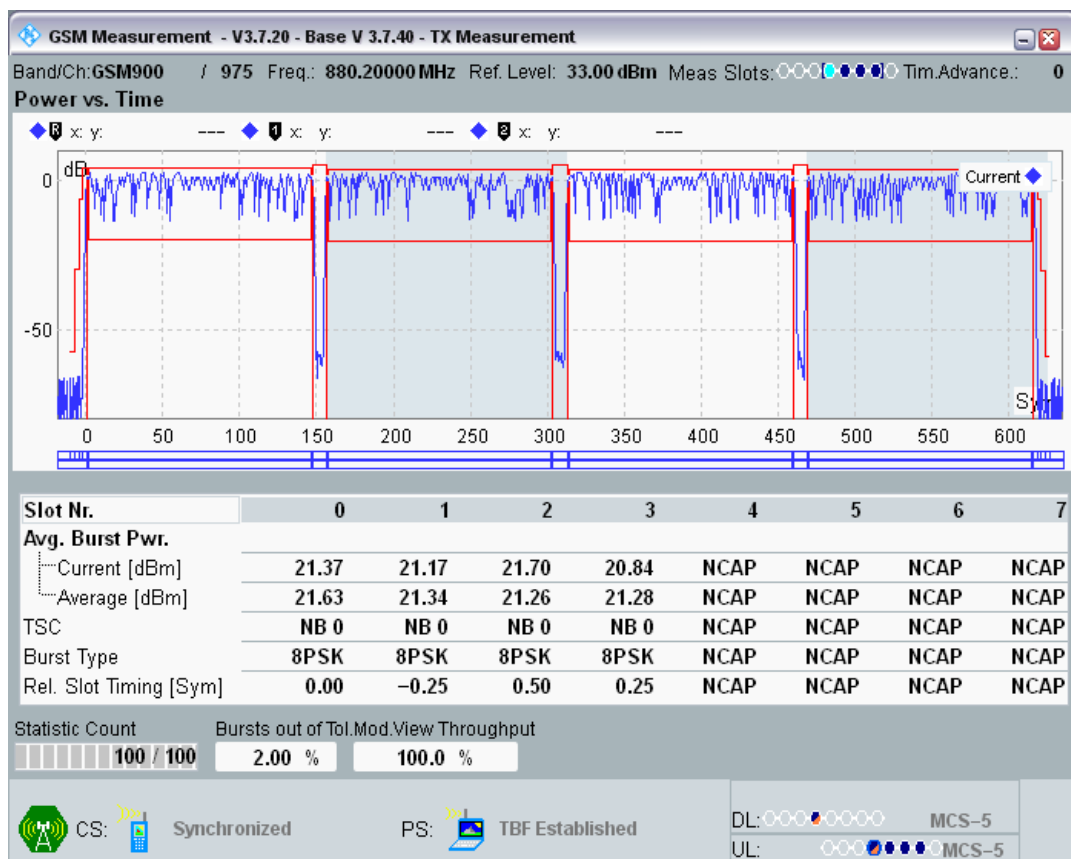 GSM Measurement - V3.7.20 - Base V 3.7.40 - TX Measurement
Band/Ch:GSM900 / 975 Freq.: 880.20000 MHz Ref. Level: 33.00 dBm Meas Slots: Tim.Advance.: 0
Power vs. Time
R x: y: --- 1 x: y: --- 2 x: y: ---
dB
Current
0
-50
0 50 100 150 200 250 300 350 400 450 500 550 600
Slot Nr. 0 1 2 3 4 5 6 7
Avg. Burst Pwr.
Current [dBm] 21.37 21.17 21.70 20.84 NCAP NCAP NCAP NCAP
Average [dBm] 21.63 21.34 21.26 21.28 NCAP NCAP NCAP NCAP
TSC NB 0 NB 0 NB 0 NB 0 NCAP NCAP NCAP NCAP
Burst Type 8PSK 8PSK 8PSK 8PSK NCAP NCAP NCAP NCAP
Rel. Slot Timing [Sym] 0.00 −0.25 0.50 0.25 NCAP NCAP NCAP NCAP
Statistic Count Bursts out of Tol. Mod.View Throughput
100 / 100 2.00 % 100.0 %
CS: Synchronized PS: TBF Established
DL: MCS−5
UL: MCS−5